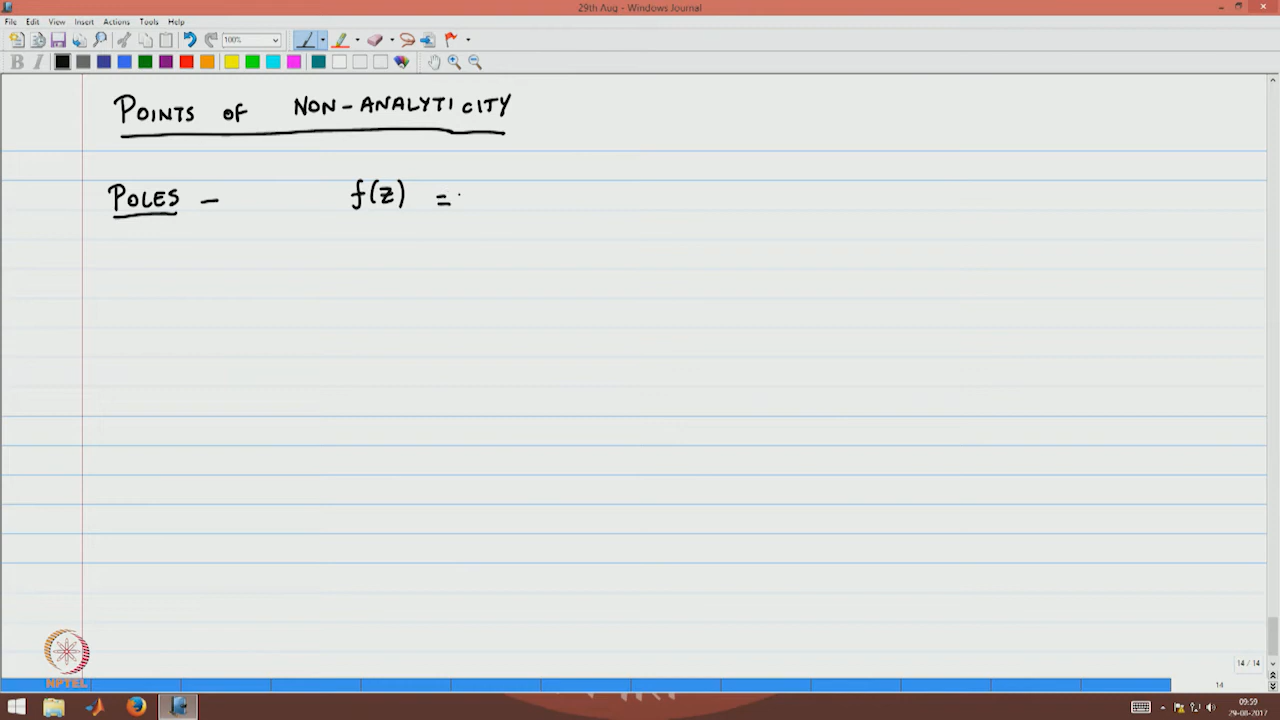 29th Aug - Windows Journal
File Edit View Insert Actions Tools Help
100%
B I
POINTS OF NON-ANALYTICITY
POLES - f(z) =
NPTEL
14 / 14
14
09:59
29-08-2017